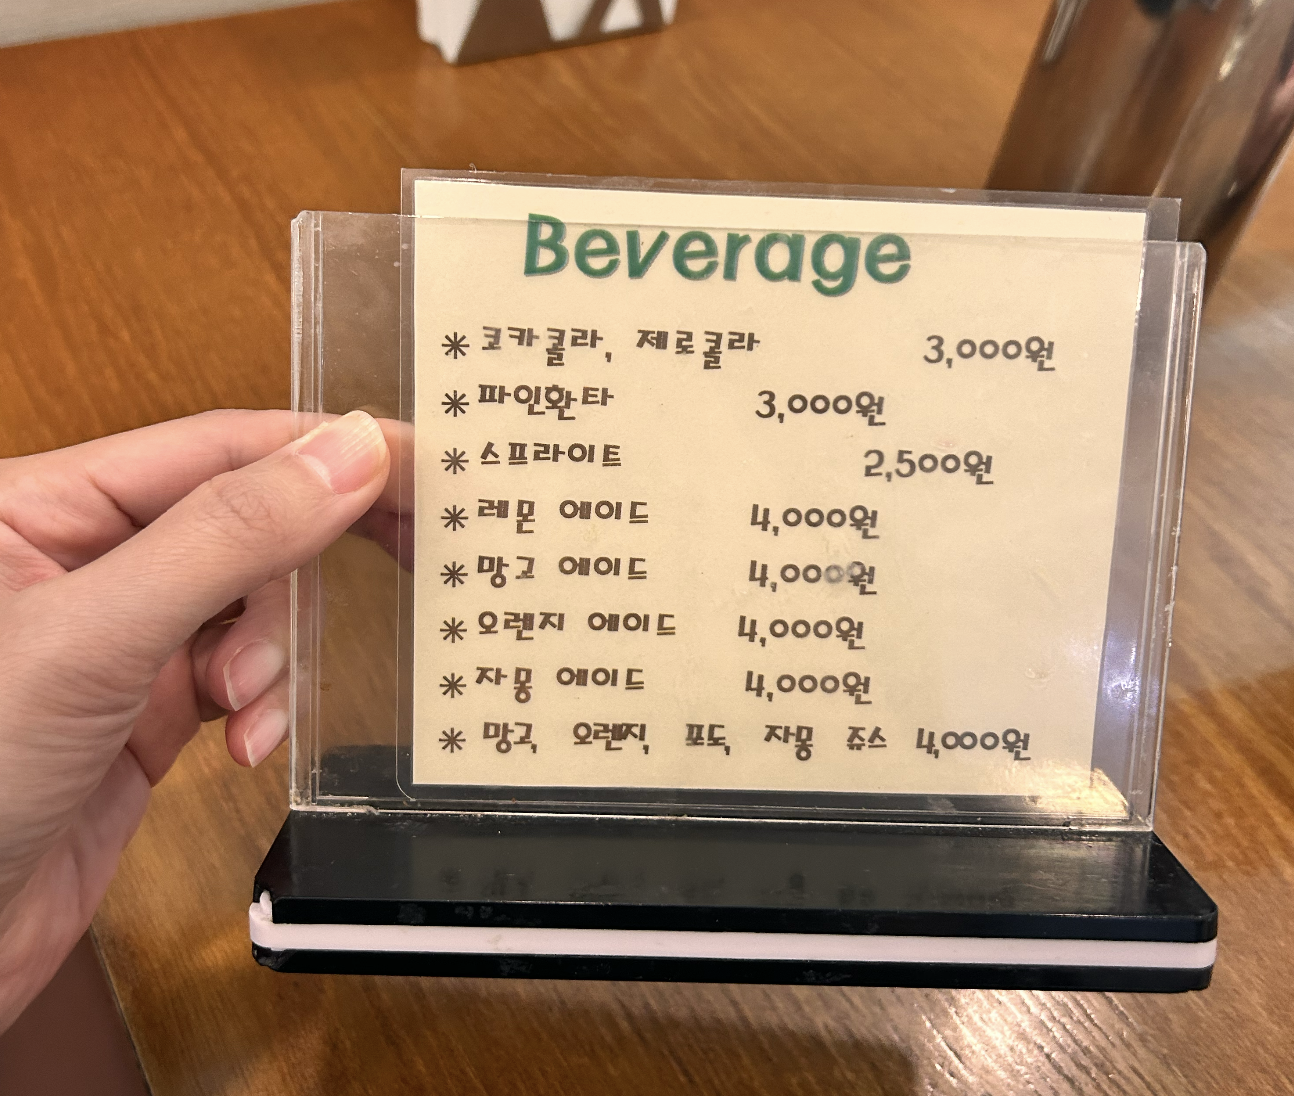 Beverage
* 코카콜라, 제로콜라 3,000원
* 파인환타 3,000원
* 스프라이트 2,500원
* 레몬 에이드 4,000원
* 망고 에이드 4,000원
* 오렌지 에이드 4,000원
* 자몽 에이드 4,000원
* 망고, 오렌지, 포도, 자몽 쥬스 4,000원